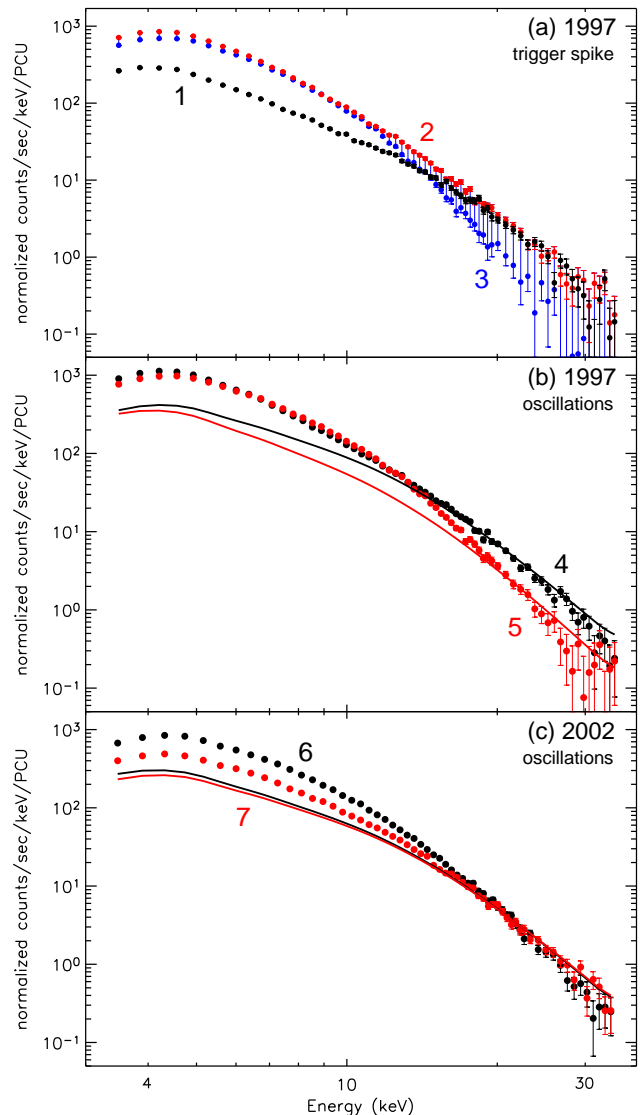 (a) 1997
trigger spike
normalized counts/sec/keV/PCU
10³
10²
10¹
10⁰
10⁻¹
1
2
3
(b) 1997
oscillations
normalized counts/sec/keV/PCU
10³
10²
10¹
10⁰
10⁻¹
4
5
(c) 2002
oscillations
normalized counts/sec/keV/PCU
10³
10²
10¹
10⁰
10⁻¹
6
7
4 10 30
Energy (keV)